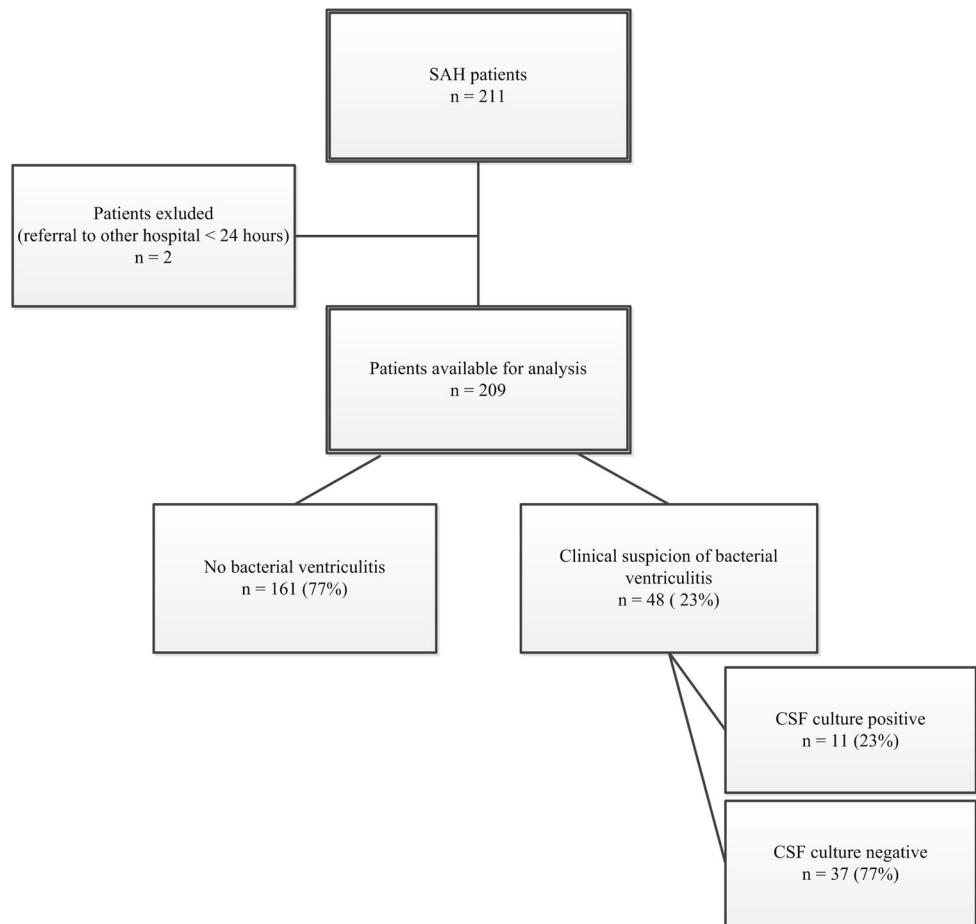 SAH patients
n = 211
Patients exluded
(referral to other hospital < 24 hours)
n = 2
Patients available for analysis
n = 209
No bacterial ventriculitis
n = 161 (77%)
Clinical suspicion of bacterial
ventriculitis
n = 48 ( 23%)
CSF culture positive
n = 11 (23%)
CSF culture negative
n = 37 (77%)